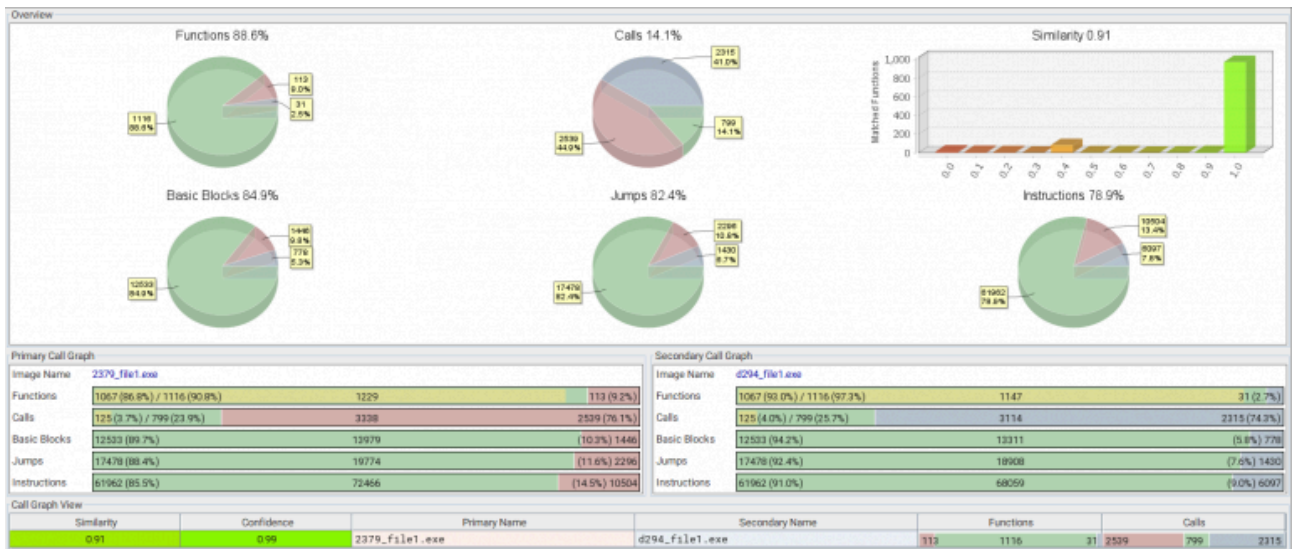 Overview
Functions 88.6%
Calls 14.1%
Similarity 0.91
1116
88.6%
113
9.0%
31
2.5%
2315
41.0%
799
14.1%
2539
44.9%
Matched Functions
1,000
800
600
400
200
0
0.0 0.1 0.2 0.3 0.4 0.5 0.6 0.7 0.8 0.9 1.0
Basic Blocks 84.9%
Jumps 82.4%
Instructions 78.9%
12533
84.9%
1446
9.8%
778
5.3%
17478
82.4%
2296
10.8%
1430
6.7%
61962
78.9%
10504
13.4%
6097
7.8%
Primary Call Graph
Image Name 2379_file1.exe
Functions 1067 (86.8%) / 1116 (90.8%) 1229 113 (9.2%)
Calls 125 (3.7%) / 799 (23.9%) 3338 2539 (76.1%)
Basic Blocks 12533 (89.7%) 13979 (10.3%) 1446
Jumps 17478 (88.4%) 19774 (11.6%) 2296
Instructions 61962 (85.5%) 72466 (14.5%) 10504
Secondary Call Graph
Image Name d294_file1.exe
Functions 1067 (93.0%) / 1116 (97.3%) 1147 31 (2.7%)
Calls 125 (4.0%) / 799 (25.7%) 3114 2315 (74.3%)
Basic Blocks 12533 (94.2%) 13311 (5.8%) 778
Jumps 17478 (92.4%) 18908 (7.6%) 1430
Instructions 61962 (91.0%) 68059 (9.0%) 6097
Call Graph View
Similarity Confidence Primary Name Secondary Name Functions Calls
0.91 0.99 2379_file1.exe d294_file1.exe 113 1116 31 2539 799 2315